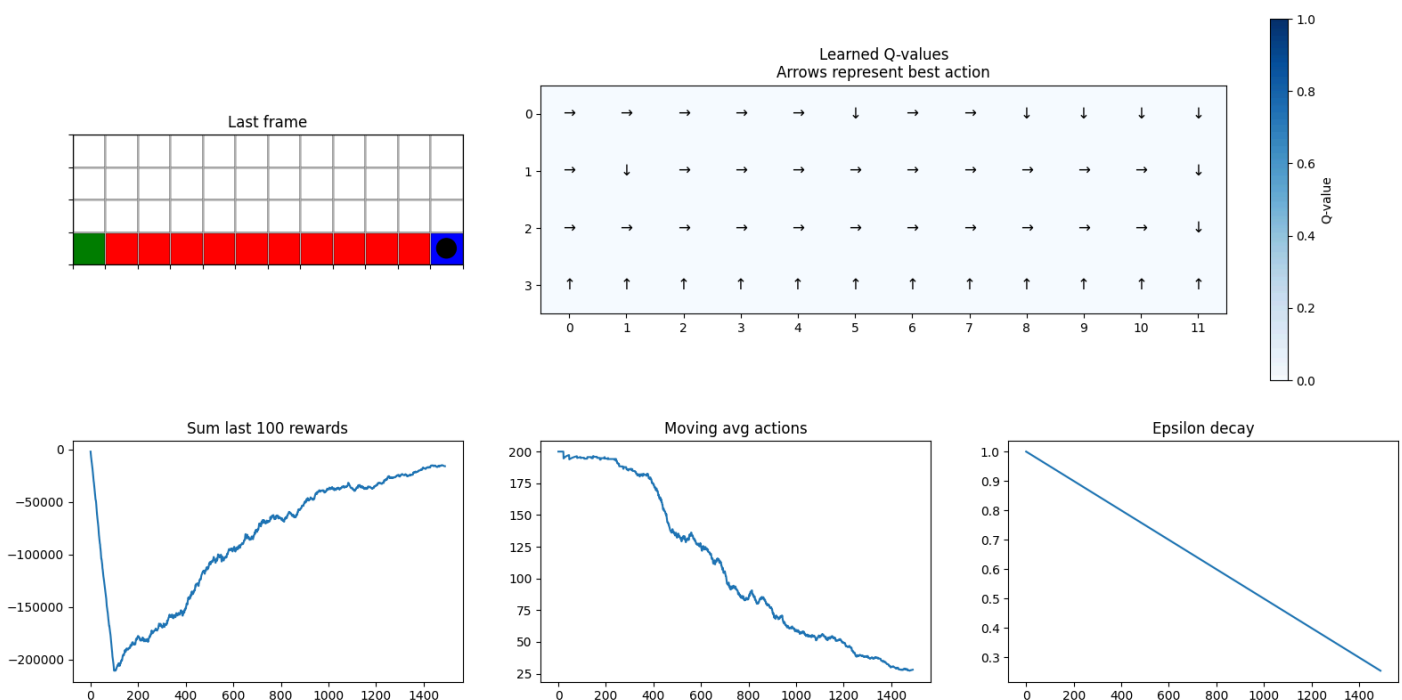 Last frame
Learned Q-values
Arrows represent best action
0 → → → → → ↓ → → ↓ ↓ ↓ ↓
1 → ↓ → → → → → → → → → ↓
2 → → → → → → → → → → → ↓
3 ↑ ↑ ↑ ↑ ↑ ↑ ↑ ↑ ↑ ↑ ↑ ↑
0 1 2 3 4 5 6 7 8 9 10 11
1.0
0.8
0.6
0.4
0.2
0.0
Q-value
Sum last 100 rewards
0
−50000
−100000
−150000
−200000
0 200 400 600 800 1000 1200 1400
Moving avg actions
200
175
150
125
100
75
50
25
0 200 400 600 800 1000 1200 1400
Epsilon decay
1.0
0.9
0.8
0.7
0.6
0.5
0.4
0.3
0 200 400 600 800 1000 1200 1400